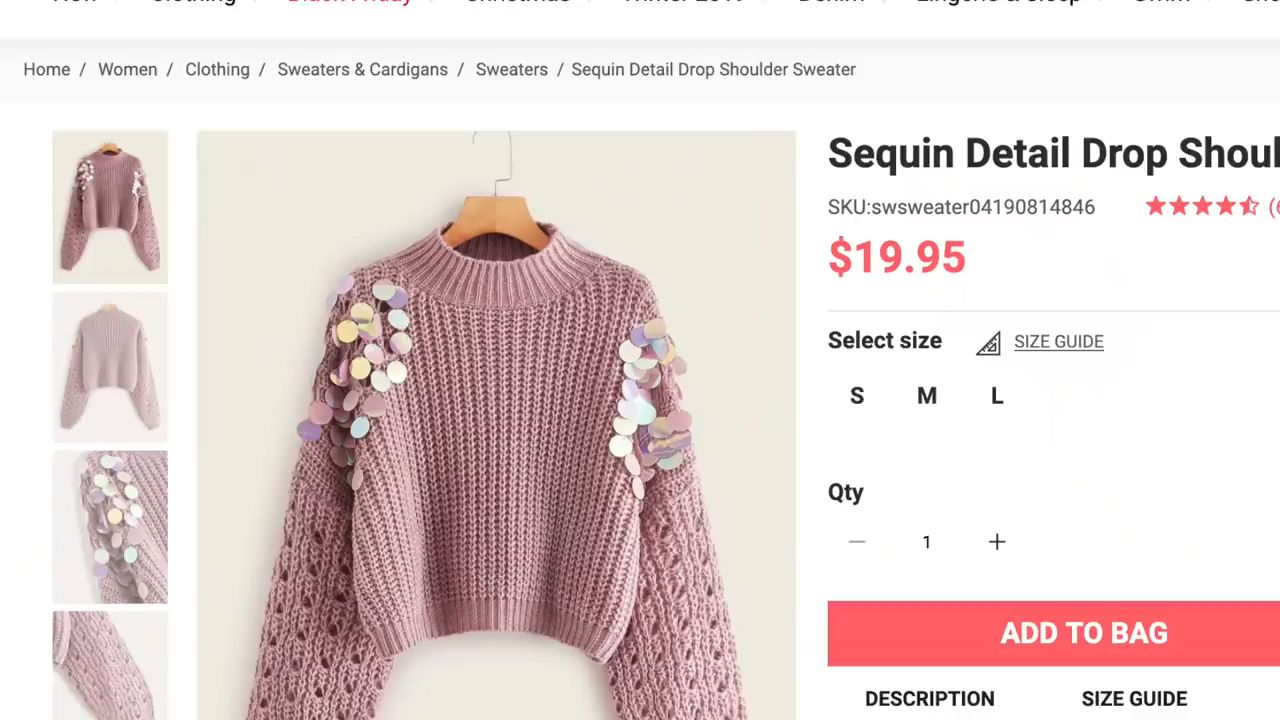 Home / Women / Clothing / Sweaters & Cardigans / Sweaters / Sequin Detail Drop Shoulder Sweater
Sequin Detail Drop Shoul
SKU:swsweater04190814846
$19.95
Select size
SIZE GUIDE
S M L
Qty
1
ADD TO BAG
DESCRIPTION SIZE GUIDE